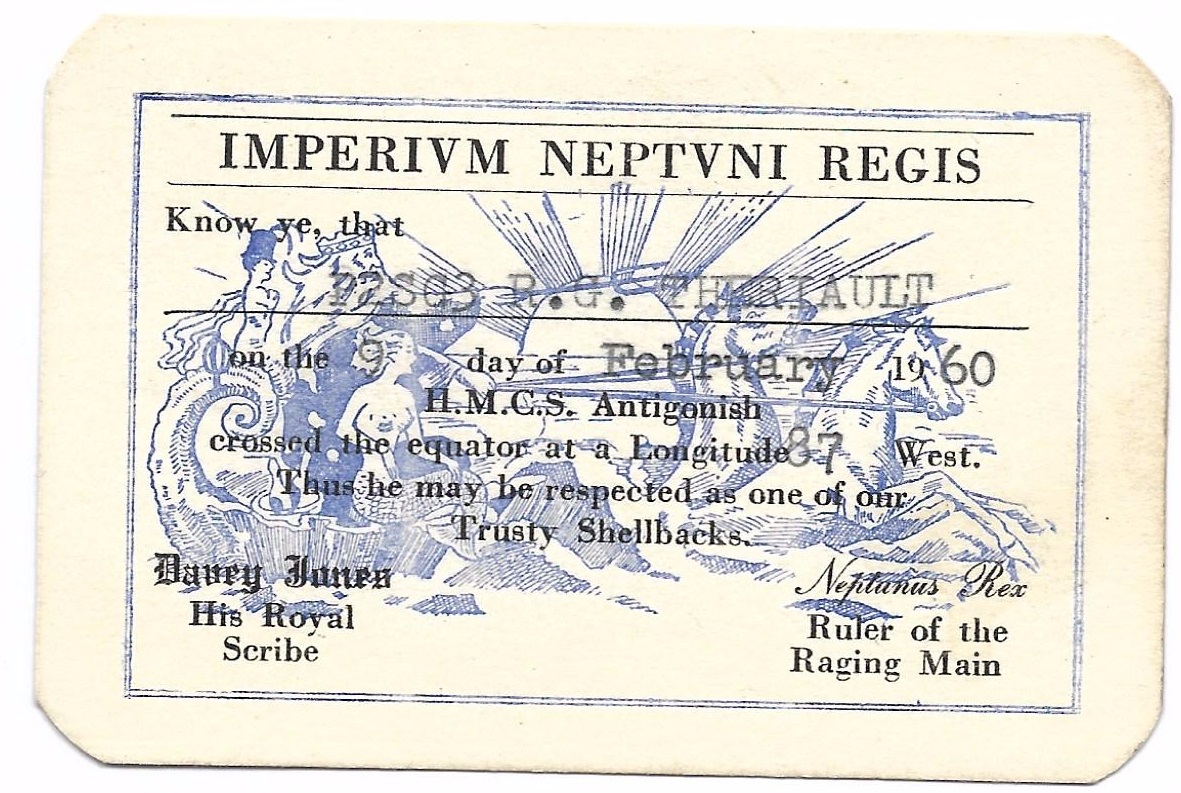 IMPERIVM NEPTVNI REGIS
Know ye, that
P2SG3 R.G. THERIAULT
on the 9 day of February 1960
H.M.C.S. Antigonish
crossed the equator at a Longitude 87 West.
Thus he may be respected as one of our
Trusty Shellbacks.
Davey Jones
His Royal
Scribe
Neptunus Rex
Ruler of the
Raging Main